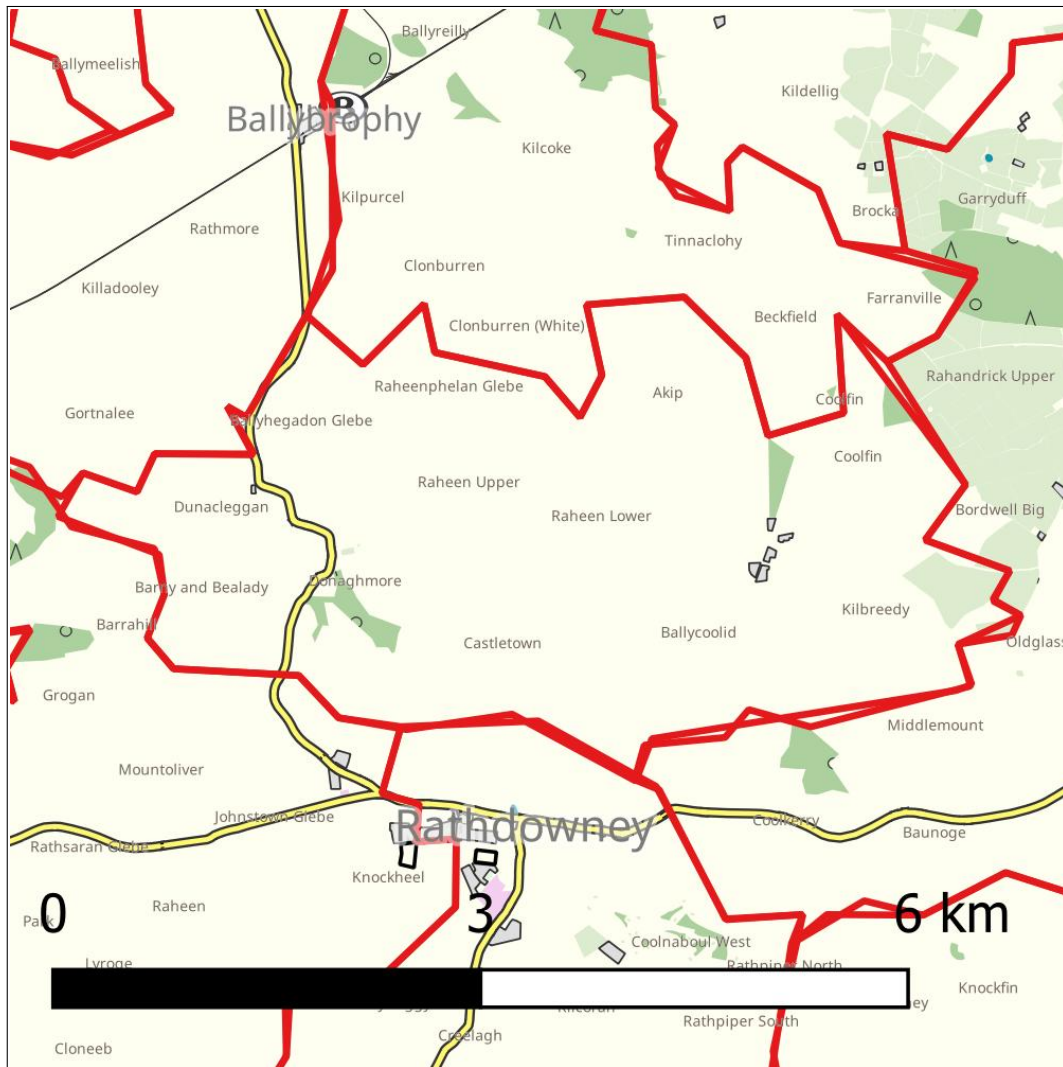 Ballyreilly
Ballymeelish
Kildellig
B
Ballybrophy
Kilcoke
Kilpurcel
Garryduff
Brocka
Rathmore
Tinnaclohy
Clonburren
Killadooley
Farranville
Beckfield
Clonburren (White)
Rahandrick Upper
Raheenphelan Glebe
Akip
Coolfin
Gortnalee
Ballyhegadon Glebe
Coolfin
Raheen Upper
Dunacleggan
Bordwell Big
Raheen Lower
Donaghmore
Barny and Bealady
Kilbreedy
Barrahill
Ballycoolid
Castletown
Oldglass
Grogan
Middlemount
Mountoliver
Johnstown Glebe
Rathdowney
Coolkerry
Baunoge
Rathsaran Glebe
Knockheel
Raheen
Park
0 3 6 km
Coolnaboul West
Lyroge
Rathpiper North
Knockfin
Kilcoran
Rathpiper South
Creelagh
Cloneeb